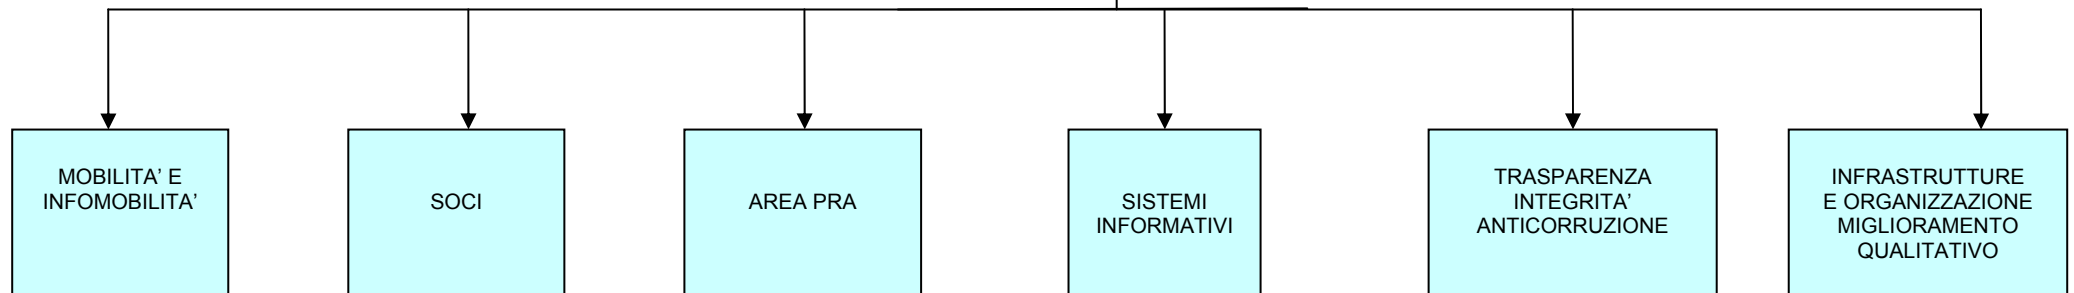 MOBILITA’ E
INFOMOBILITA’
SOCI
AREA PRA
SISTEMI
INFORMATIVI
TRASPARENZA
INTEGRITA’
ANTICORRUZIONE
INFRASTRUTTURE
E ORGANIZZAZIONE
MIGLIORAMENTO
QUALITATIVO